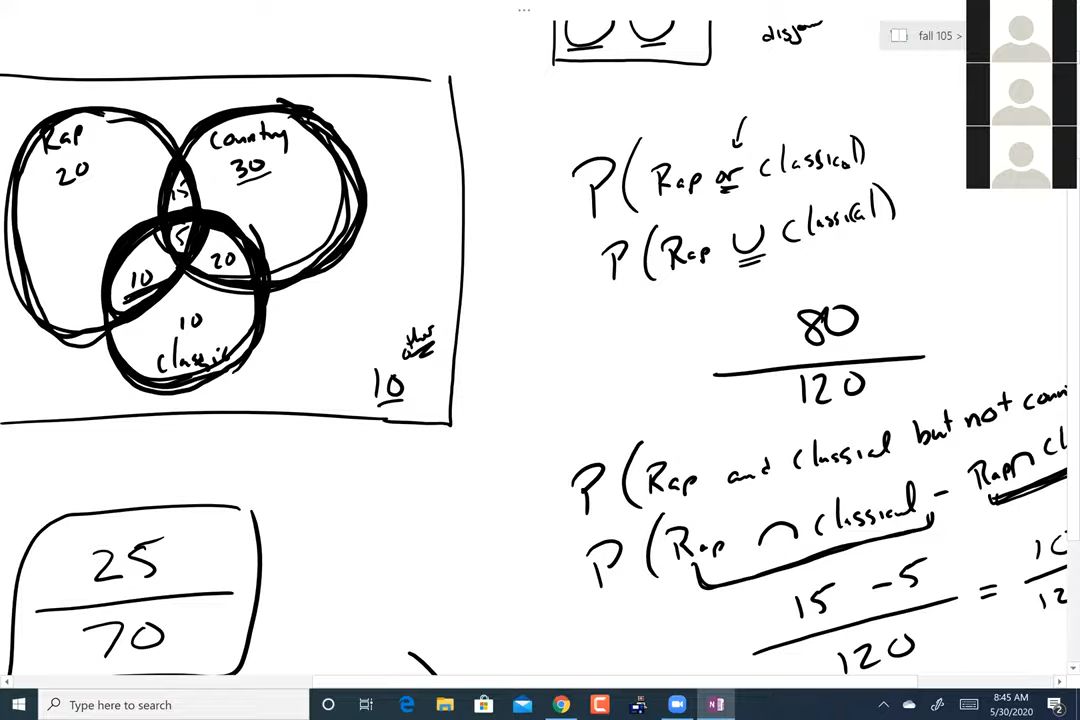 fall 105 >
Rap
20
Country
30
15
5
10
20
10
classic
other
10
25
70
P(Rap or classical)
P(Rap ∪ classical)
80
120
P(Rap and classical but not
P(Rap ∩ classical - Rap ∩ cl
15 - 5 =
120
Type here to search
8:45 AM
5/30/2020
2